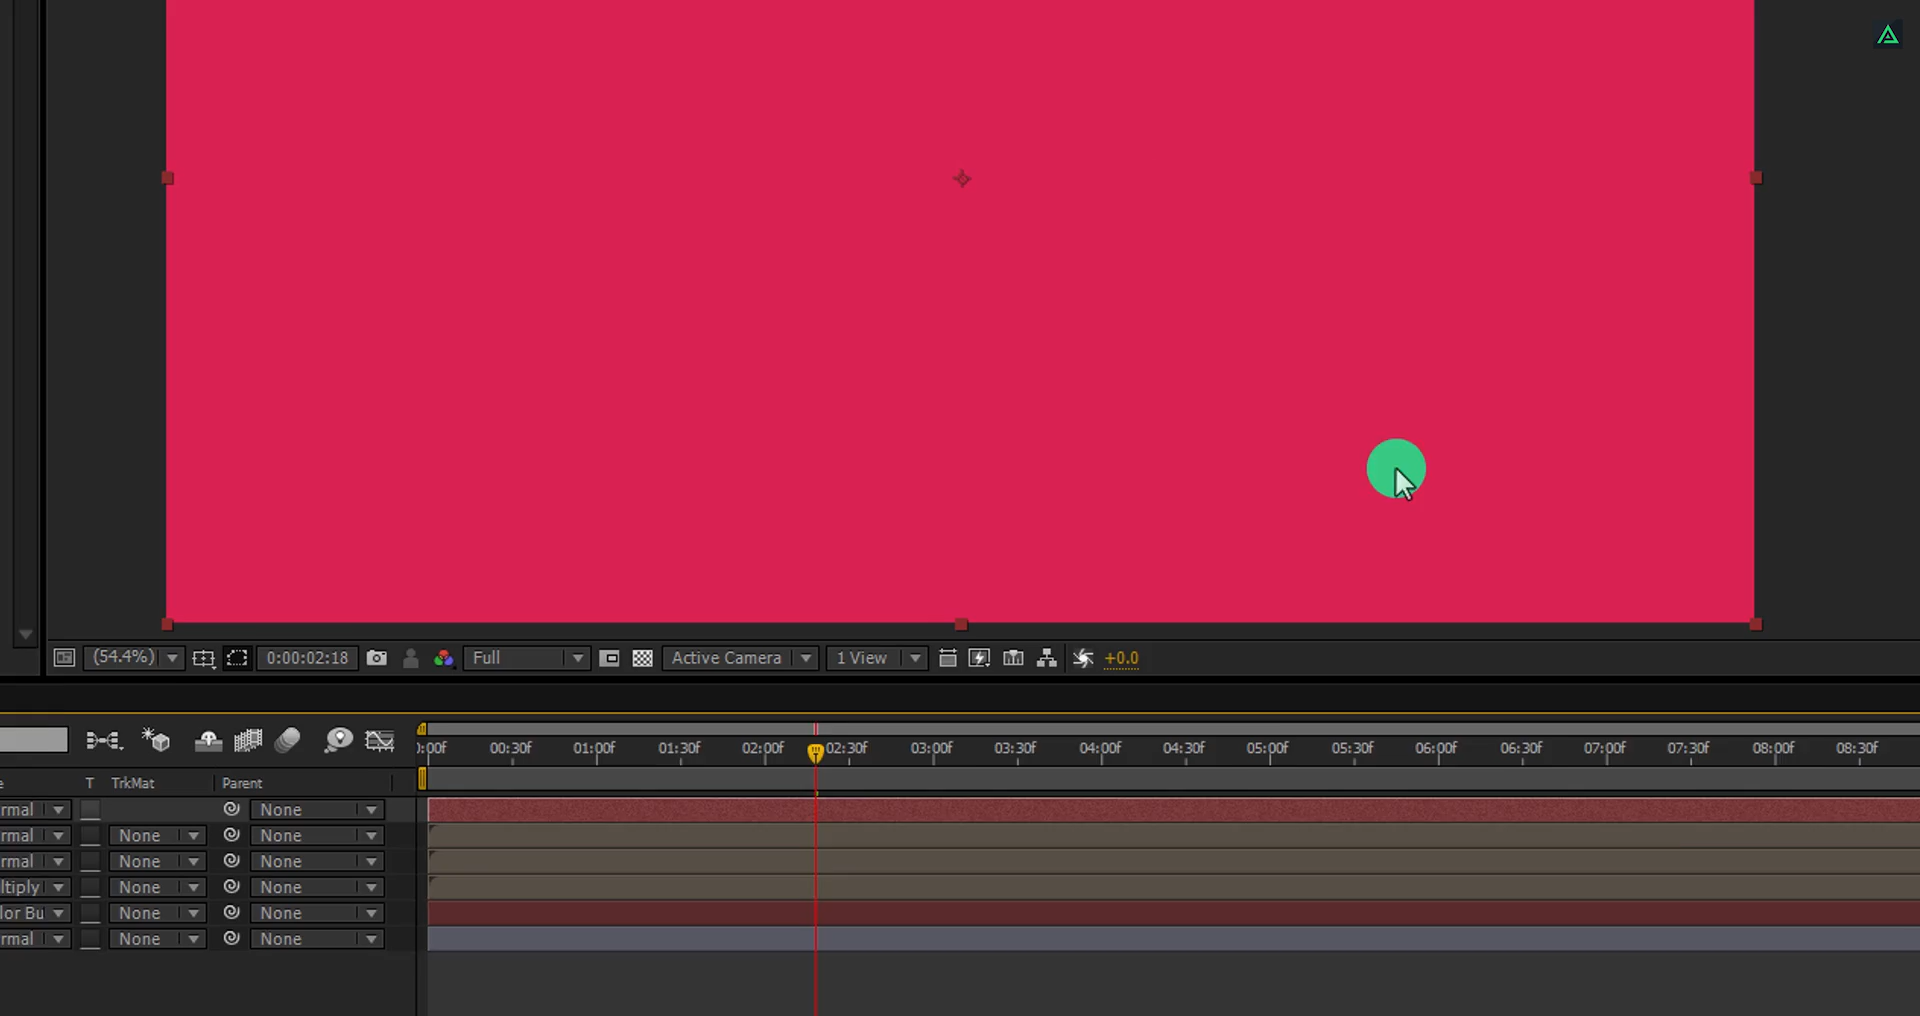 (54.4%) 0:00:02:18 Full Active Camera 1 View +0.0
):00f 00:30f 01:00f 01:30f 02:00f 02:30f 03:00f 03:30f 04:00f 04:30f 05:00f 05:30f 06:00f 06:30f 07:00f 07:30f 08:00f 08:30f
e T TrkMat Parent
rmal None
rmal None None
rmal None None
ltiply None None
lor Bu None None
rmal None None